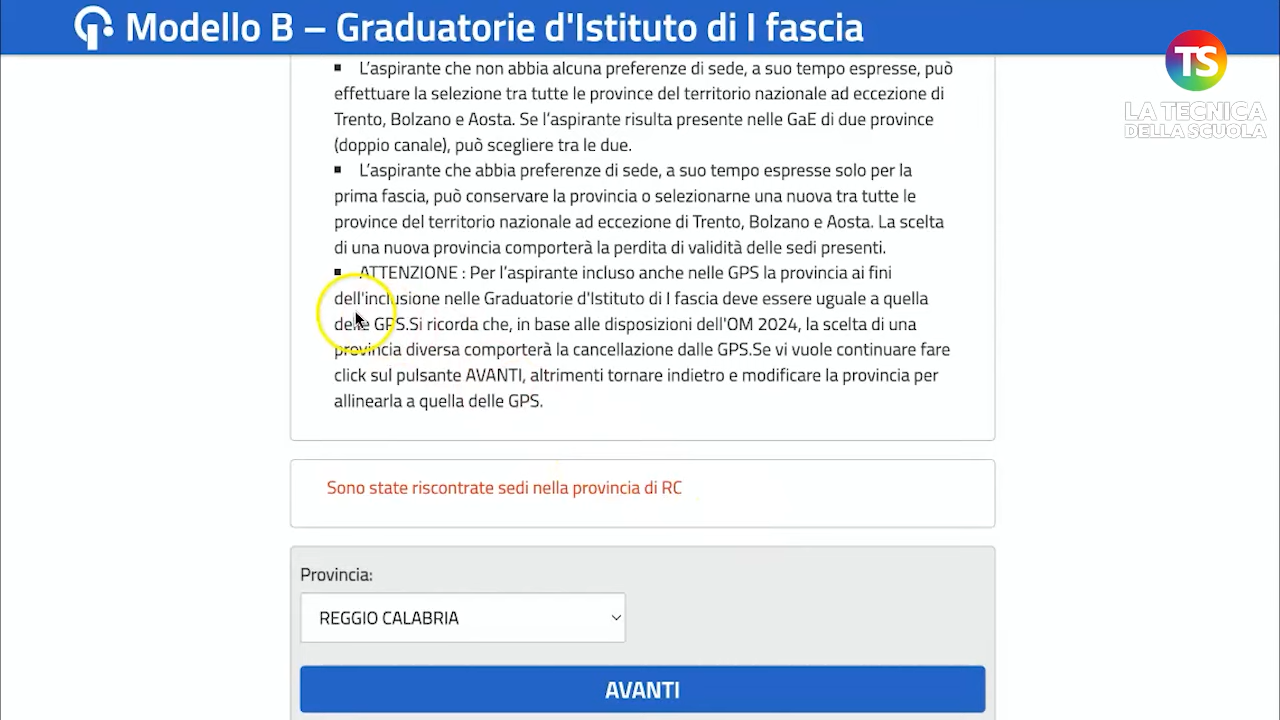 Modello B – Graduatorie d'Istituto di I fascia
TS
LA TECNICA
DELLA SCUOLA
▪ L’aspirante che non abbia alcuna preferenze di sede, a suo tempo espresse, può
effettuare la selezione tra tutte le province del territorio nazionale ad eccezione di
Trento, Bolzano e Aosta. Se l’aspirante risulta presente nelle GaE di due province
(doppio canale), può scegliere tra le due.
▪ L’aspirante che abbia preferenze di sede, a suo tempo espresse solo per la
prima fascia, può conservare la provincia o selezionarne una nuova tra tutte le
province del territorio nazionale ad eccezione di Trento, Bolzano e Aosta. La scelta
di una nuova provincia comporterà la perdita di validità delle sedi presenti.
▪ ATTENZIONE : Per l’aspirante incluso anche nelle GPS la provincia ai fini
dell'inclusione nelle Graduatorie d'Istituto di I fascia deve essere uguale a quella
delle GPS.Si ricorda che, in base alle disposizioni dell'OM 2024, la scelta di una
provincia diversa comporterà la cancellazione dalle GPS.Se vi vuole continuare fare
click sul pulsante AVANTI, altrimenti tornare indietro e modificare la provincia per
allinearla a quella delle GPS.
Sono state riscontrate sedi nella provincia di RC
Provincia:
REGGIO CALABRIA
AVANTI